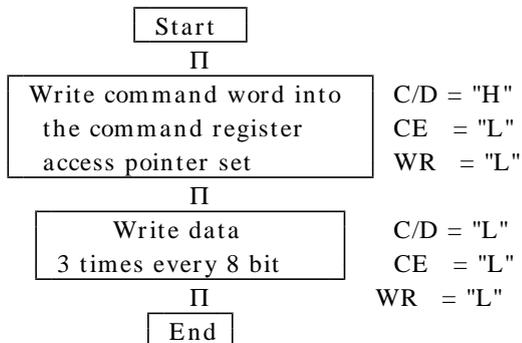 Start
Π
Write command word into C/D = "H"
the command register CE = "L"
access pointer set WR = "L"
Π
Write data C/D = "L"
3 times every 8 bit CE = "L"
Π WR = "L"
End